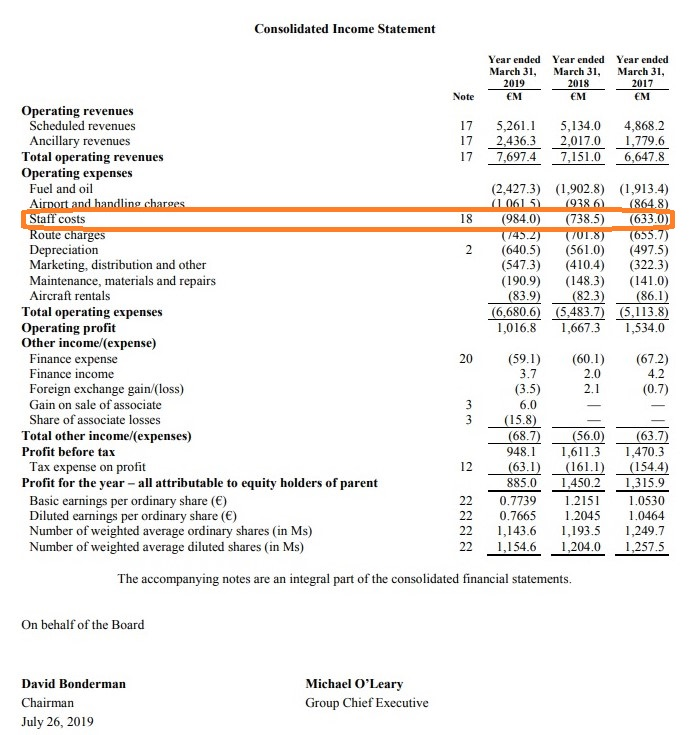 Consolidated Income Statement
Year ended Year ended Year ended
March 31, March 31, March 31,
2019 2018 2017
Note €M €M €M
Operating revenues
Scheduled revenues 17 5,261.1 5,134.0 4,868.2
Ancillary revenues 17 2,436.3 2,017.0 1,779.6
Total operating revenues 17 7,697.4 7,151.0 6,647.8
Operating expenses
Fuel and oil (2,427.3) (1,902.8) (1,913.4)
Airport and handling charges (1,061.5) (938.6) (864.8)
Staff costs 18 (984.0) (738.5) (633.0)
Route charges (745.2) (701.8) (655.7)
Depreciation 2 (640.5) (561.0) (497.5)
Marketing, distribution and other (547.3) (410.4) (322.3)
Maintenance, materials and repairs (190.9) (148.3) (141.0)
Aircraft rentals (83.9) (82.3) (86.1)
Total operating expenses (6,680.6) (5,483.7) (5,113.8)
Operating profit 1,016.8 1,667.3 1,534.0
Other income/(expense)
Finance expense 20 (59.1) (60.1) (67.2)
Finance income 3.7 2.0 4.2
Foreign exchange gain/(loss) (3.5) 2.1 (0.7)
Gain on sale of associate 3 6.0 — —
Share of associate losses 3 (15.8) — —
Total other income/(expenses) (68.7) (56.0) (63.7)
Profit before tax 948.1 1,611.3 1,470.3
Tax expense on profit 12 (63.1) (161.1) (154.4)
Profit for the year – all attributable to equity holders of parent 885.0 1,450.2 1,315.9
Basic earnings per ordinary share (€) 22 0.7739 1.2151 1.0530
Diluted earnings per ordinary share (€) 22 0.7665 1.2045 1.0464
Number of weighted average ordinary shares (in Ms) 22 1,143.6 1,193.5 1,249.7
Number of weighted average diluted shares (in Ms) 22 1,154.6 1,204.0 1,257.5
The accompanying notes are an integral part of the consolidated financial statements.
On behalf of the Board
David Bonderman Michael O’Leary
Chairman Group Chief Executive
July 26, 2019